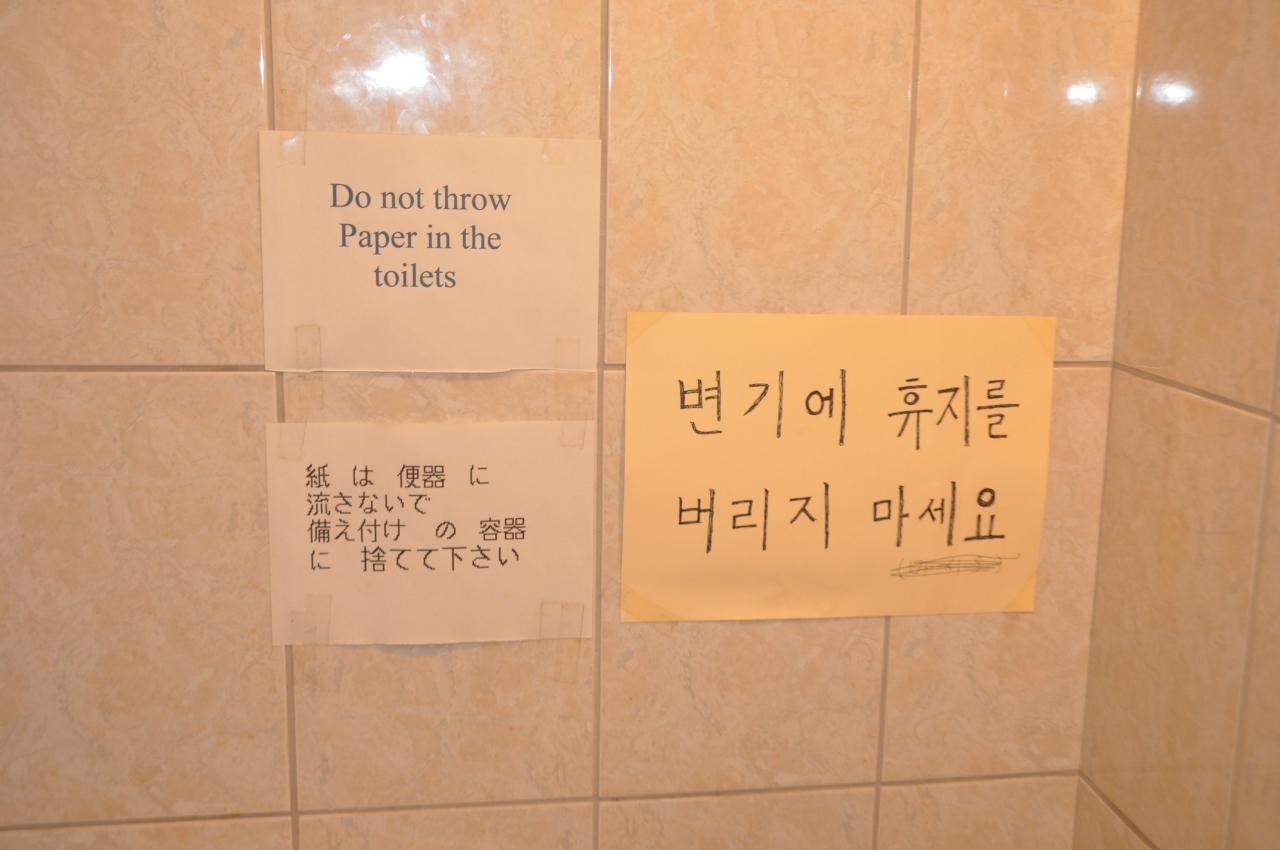 Do not throw
Paper in the
toilets
紙 は 便器 に
流さないで
備え付け の 容器
に 捨てて下さい
변기에 휴지를
버리지 마세요